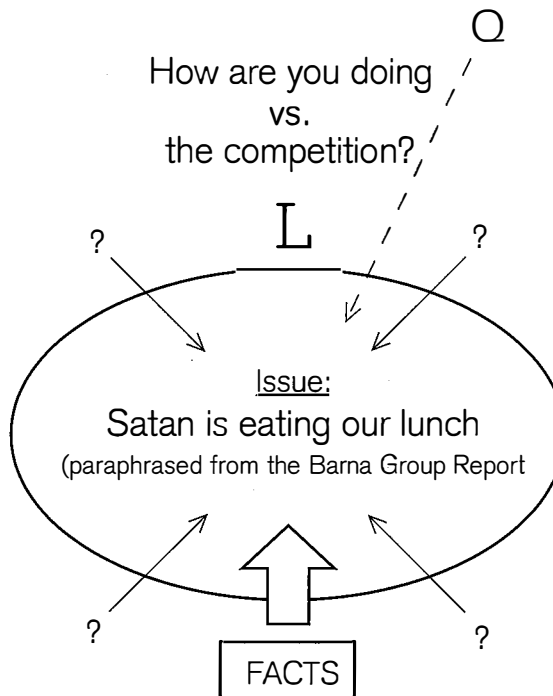 Q
How are you doing
vs.
the competition?
L
? ?
Issue:
Satan is eating our lunch
(paraphrased from the Barna Group Report
? ?
FACTS